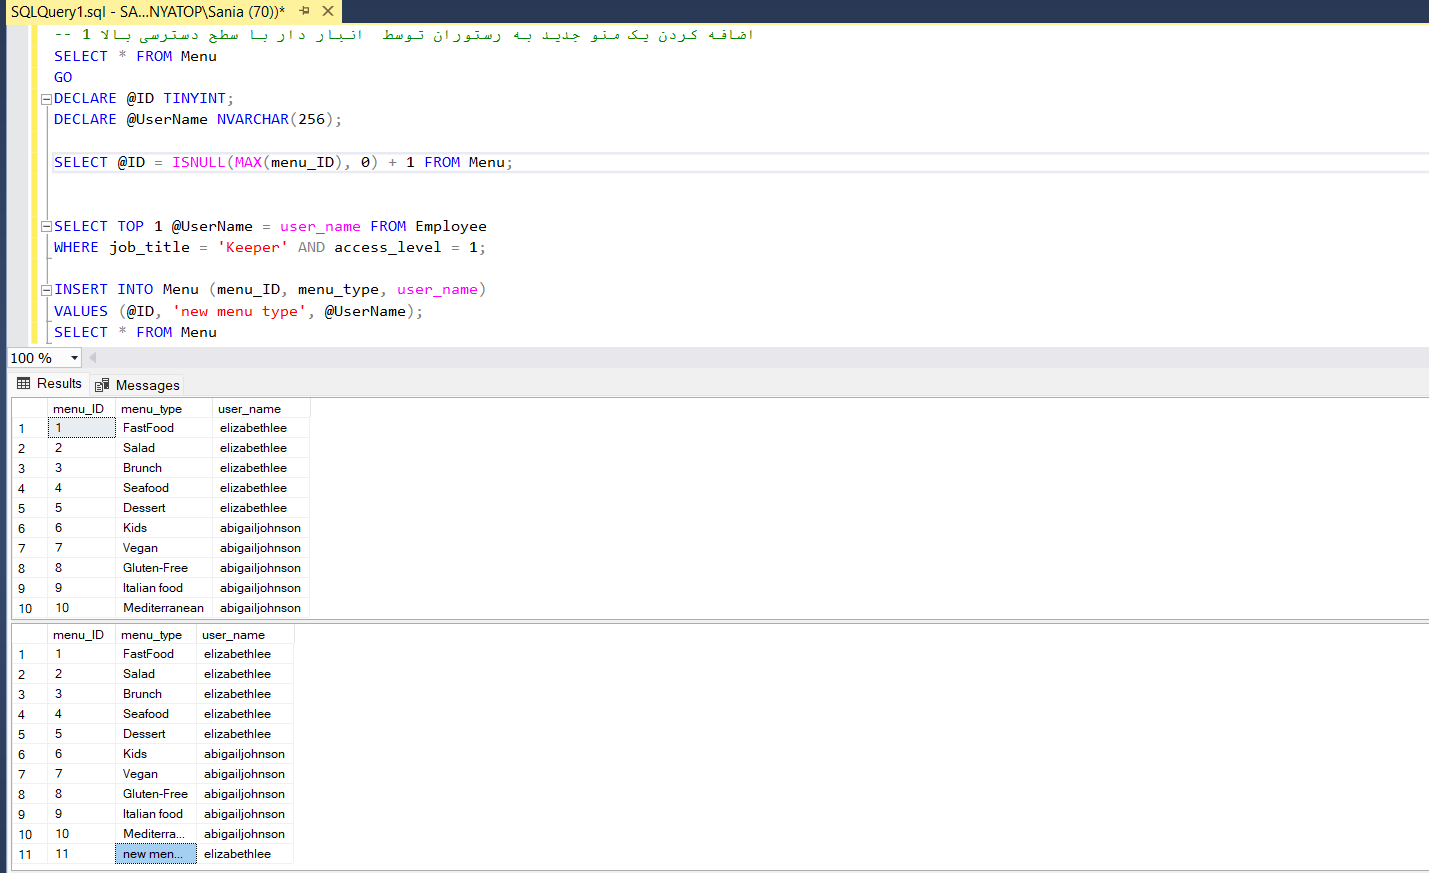 SQLQuery1.sql - SA...NYATOP\Sania (70))*
-- 1 اضافه کردن یک منو جدید به رستوران توسط  انبار دار با سطح دسترسی بالا
SELECT * FROM Menu
GO
DECLARE @ID TINYINT;
DECLARE @UserName NVARCHAR(256);
SELECT @ID = ISNULL(MAX(menu_ID), 0) + 1 FROM Menu;
SELECT TOP 1 @UserName = user_name FROM Employee
WHERE job_title = 'Keeper' AND access_level = 1;
INSERT INTO Menu (menu_ID, menu_type, user_name)
VALUES (@ID, 'new menu type', @UserName);
SELECT * FROM Menu
100 %
Results Messages
menu_ID menu_type user_name
1 1 FastFood elizabethlee
2 2 Salad elizabethlee
3 3 Brunch elizabethlee
4 4 Seafood elizabethlee
5 5 Dessert elizabethlee
6 6 Kids abigailjohnson
7 7 Vegan abigailjohnson
8 8 Gluten-Free abigailjohnson
9 9 Italian food abigailjohnson
10 10 Mediterranean abigailjohnson
menu_ID menu_type user_name
1 1 FastFood elizabethlee
2 2 Salad elizabethlee
3 3 Brunch elizabethlee
4 4 Seafood elizabethlee
5 5 Dessert elizabethlee
6 6 Kids abigailjohnson
7 7 Vegan abigailjohnson
8 8 Gluten-Free abigailjohnson
9 9 Italian food abigailjohnson
10 10 Mediterra... abigailjohnson
11 11 new men... elizabethlee